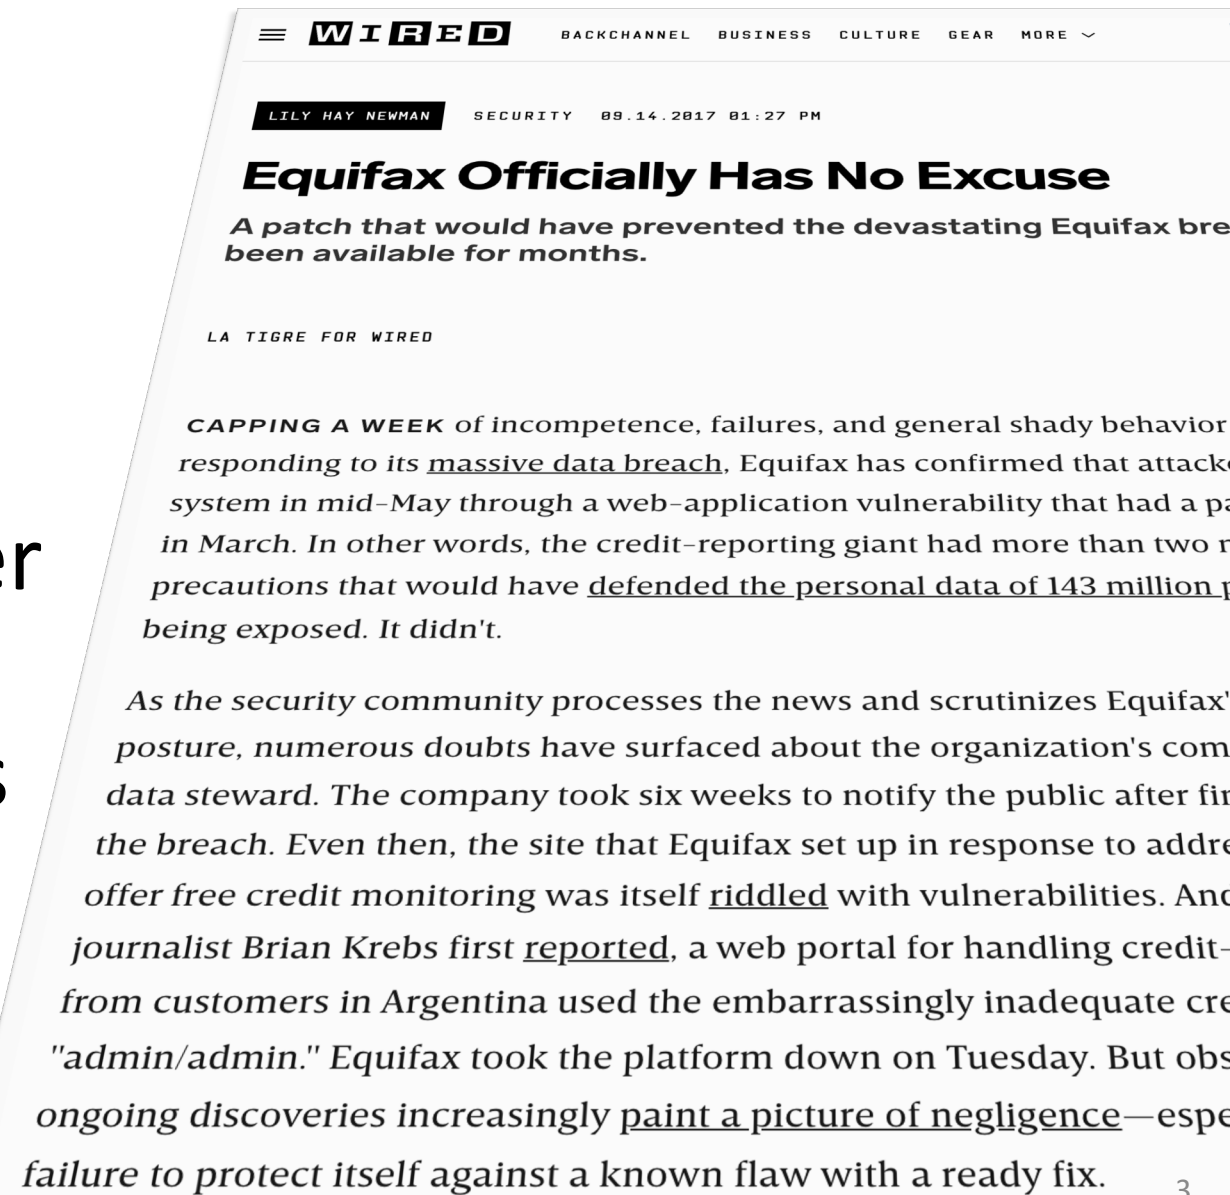 WIRED BACKCHANNEL BUSINESS CULTURE GEAR MORE
LILY HAY NEWMAN SECURITY 09.14.2017 01:27 PM
Equifax Officially Has No Excuse
A patch that would have prevented the devastating Equifax
been available for months.
LA TIGRE FOR WIRED
CAPPING A WEEK of incompetence, failures, and general shady behavior
responding to its massive data breach, Equifax has confirmed that
system in mid-May through a web-application vulnerability that had a
in March. In other words, the credit-reporting giant had more than two
precautions that would have defended the personal data of 143 million
being exposed. It didn't.
As the security community processes the news and scrutinizes Equifax'
posture, numerous doubts have surfaced about the organization's
data steward. The company took six weeks to notify the public after
the breach. Even then, the site that Equifax set up in response to
offer free credit monitoring was itself riddled with vulnerabilities.
journalist Brian Krebs first reported, a web portal for handling credit-
from customers in Argentina used the embarrassingly inadequate
"admin/admin." Equifax took the platform down on Tuesday. But
ongoing discoveries increasingly paint a picture of negligence—
failure to protect itself against a known flaw with a ready fix.
3